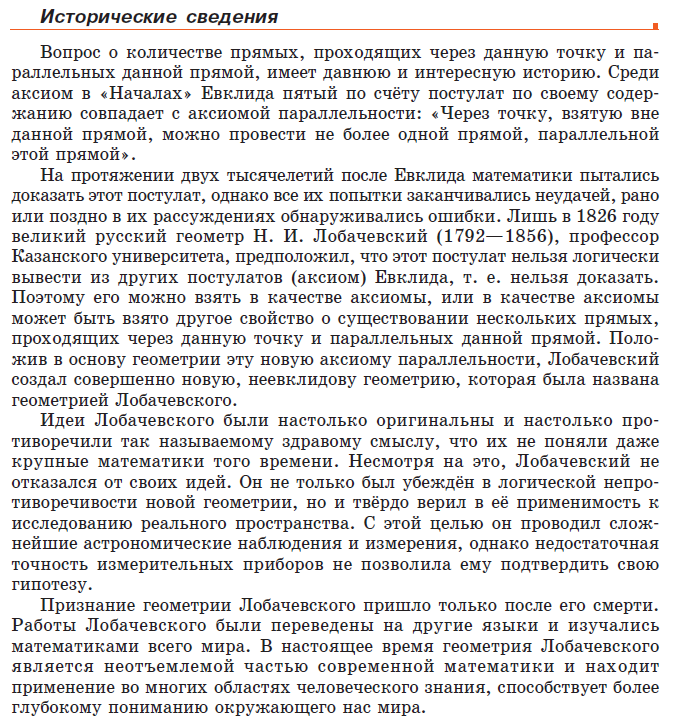 Исторические сведения
Вопрос о количестве прямых, проходящих через данную точку и па-
раллельных данной прямой, имеет давнюю и интересную историю. Среди
аксиом в «Началах» Евклида пятый по счёту постулат по своему содер-
жанию совпадает с аксиомой параллельности: «Через точку, взятую вне
данной прямой, можно провести не более одной прямой, параллельной
этой прямой».
На протяжении двух тысячелетий после Евклида математики пытались
доказать этот постулат, однако все их попытки заканчивались неудачей, рано
или поздно в их рассуждениях обнаруживались ошибки. Лишь в 1826 году
великий русский геометр Н. И. Лобачевский (1792—1856), профессор
Казанского университета, предположил, что этот постулат нельзя логически
вывести из других постулатов (аксиом) Евклида, т. е. нельзя доказать.
Поэтому его можно взять в качестве аксиомы, или в качестве аксиомы
может быть взято другое свойство о существовании нескольких прямых,
проходящих через данную точку и параллельных данной прямой. Поло-
жив в основу геометрии эту новую аксиому параллельности, Лобачевский
создал совершенно новую, неевклидову геометрию, которая была названа
геометрией Лобачевского.
Идеи Лобачевского были настолько оригинальны и настолько про-
тиворечили так называемому здравому смыслу, что их не поняли даже
крупные математики того времени. Несмотря на это, Лобачевский не
отказался от своих идей. Он не только был убеждён в логической непро-
тиворечивости новой геометрии, но и твёрдо верил в её применимость к
исследованию реального пространства. С этой целью он проводил слож-
нейшие астрономические наблюдения и измерения, однако недостаточная
точность измерительных приборов не позволила ему подтвердить свою
гипотезу.
Признание геометрии Лобачевского пришло только после его смерти.
Работы Лобачевского были переведены на другие языки и изучались
математиками всего мира. В настоящее время геометрия Лобачевского
является неотъемлемой частью современной математики и находит
применение во многих областях человеческого знания, способствует более
глубокому пониманию окружающего нас мира.